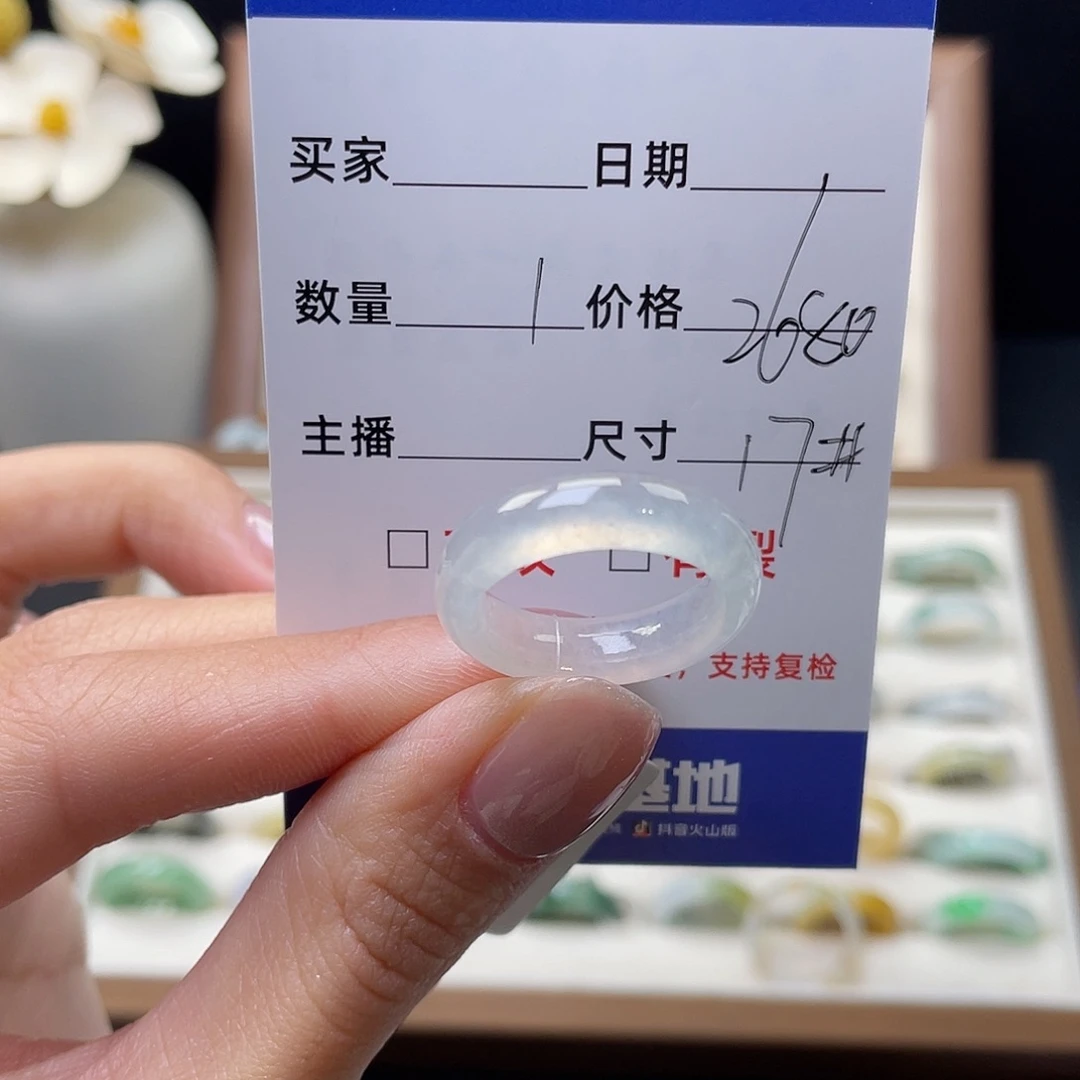 买家 日期
数量 1 价格 2680
主播 尺寸 17#
裂
，支持复检
基地
抖音火山版